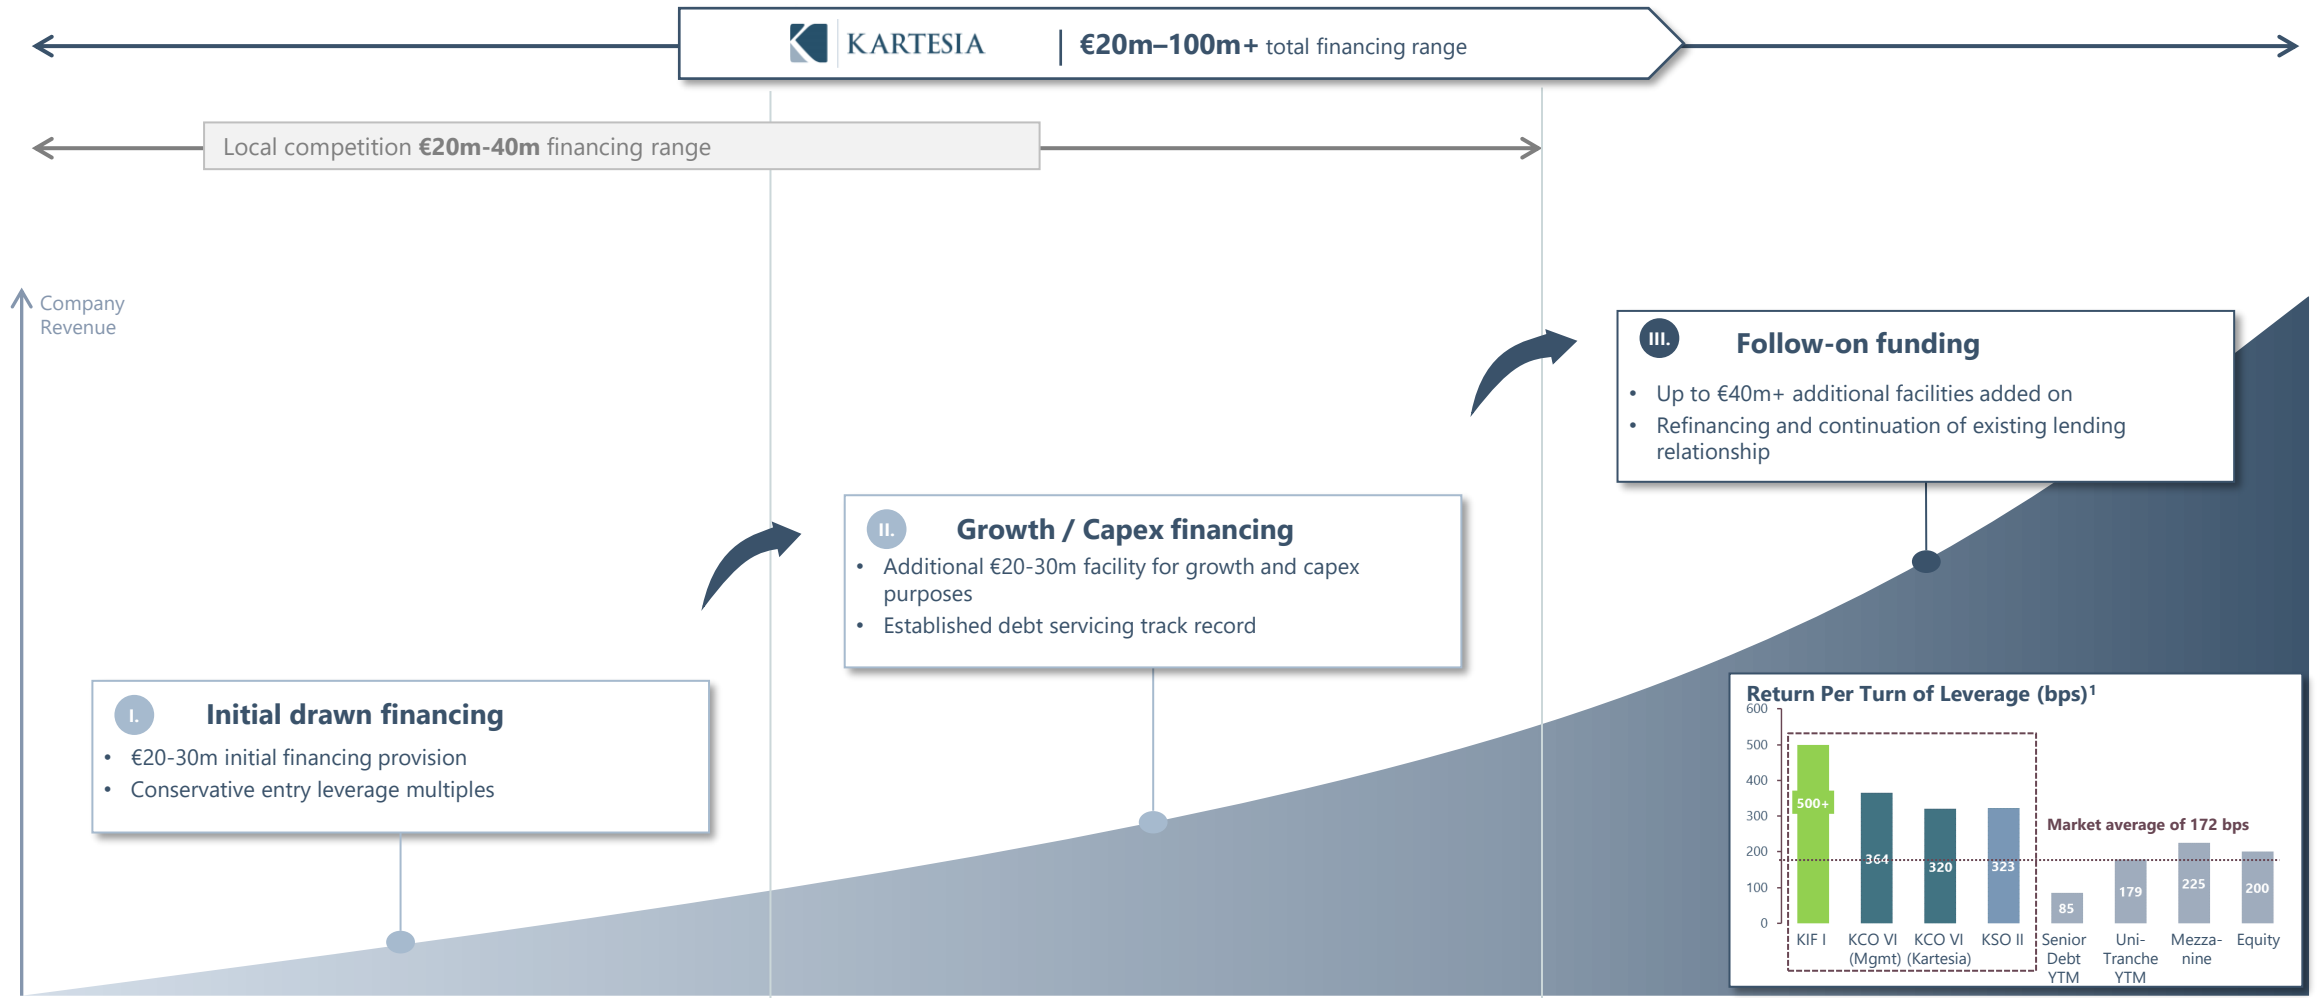 KARTESIA
€20m–100m+ total financing range
Local competition €20m-40m financing range
Company
Revenue
III.
Follow-on funding
• Up to €40m+ additional facilities added on
• Refinancing and continuation of existing lending
relationship
II.
Growth / Capex financing
• Additional €20-30m facility for growth and capex
purposes
• Established debt servicing track record
I.
Initial drawn financing
• €20-30m initial financing provision
• Conservative entry leverage multiples
Return Per Turn of Leverage (bps)¹
600
500
400
300
200
100
0
500+
364
320
323
Market average of 172 bps
85
179
225
200
KIF I
KCO VI
(Mgmt)
KCO VI
(Kartesia)
KSO II
Senior
Debt
YTM
Uni-
Tranche
YTM
Mezza-
nine
Equity